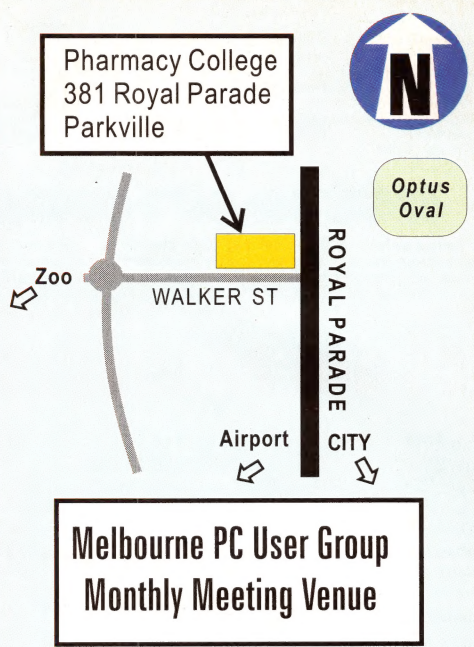 Pharmacy College
381 Royal Parade
Parkville
N
Optus
Oval
Zoo
WALKER ST
ROYAL PARADE
Airport
CITY
Melbourne PC User Group
Monthly Meeting Venue